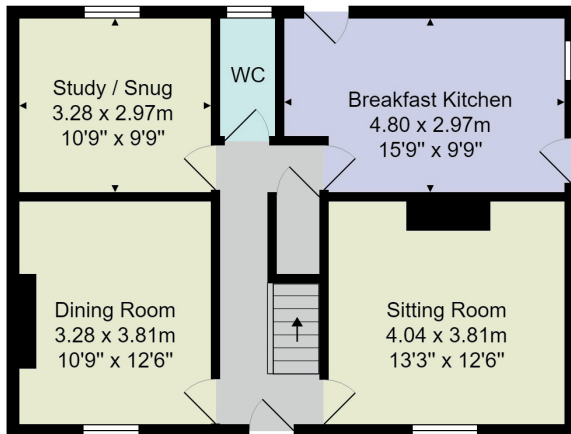 Study / Snug
3.28 x 2.97m
10'9" x 9'9"
WC
Breakfast Kitchen
4.80 x 2.97m
15'9" x 9'9"
Dining Room
3.28 x 3.81m
10'9" x 12'6"
Sitting Room
4.04 x 3.81m
13'3" x 12'6"